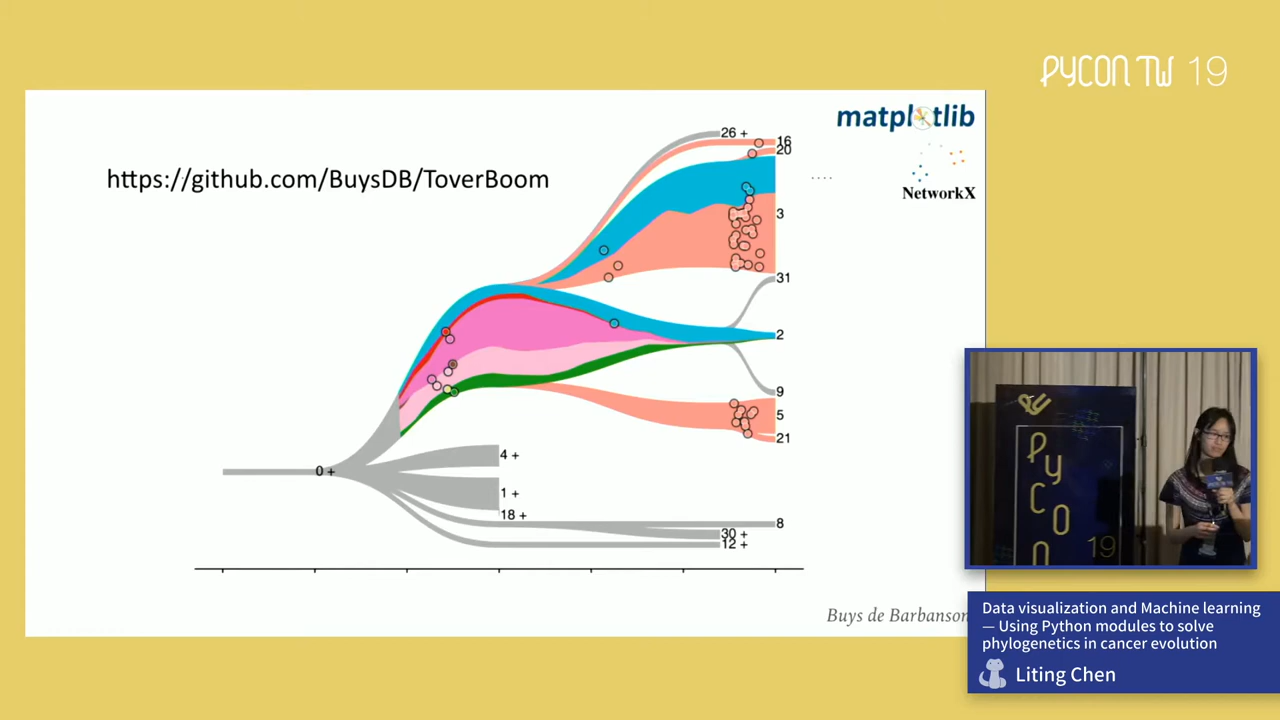 PYCON TW 19
matplotlib
NetworkX
https://github.com/BuysDB/ToverBoom
26 +
16
20
3
31
2
9
5
21
0 +
4 +
1 +
18 +
8
30 +
12 +
Buys de Barbanson
PYCON
19
Data visualization and Machine learning
— Using Python modules to solve
phylogenetics in cancer evolution
Liting Chen